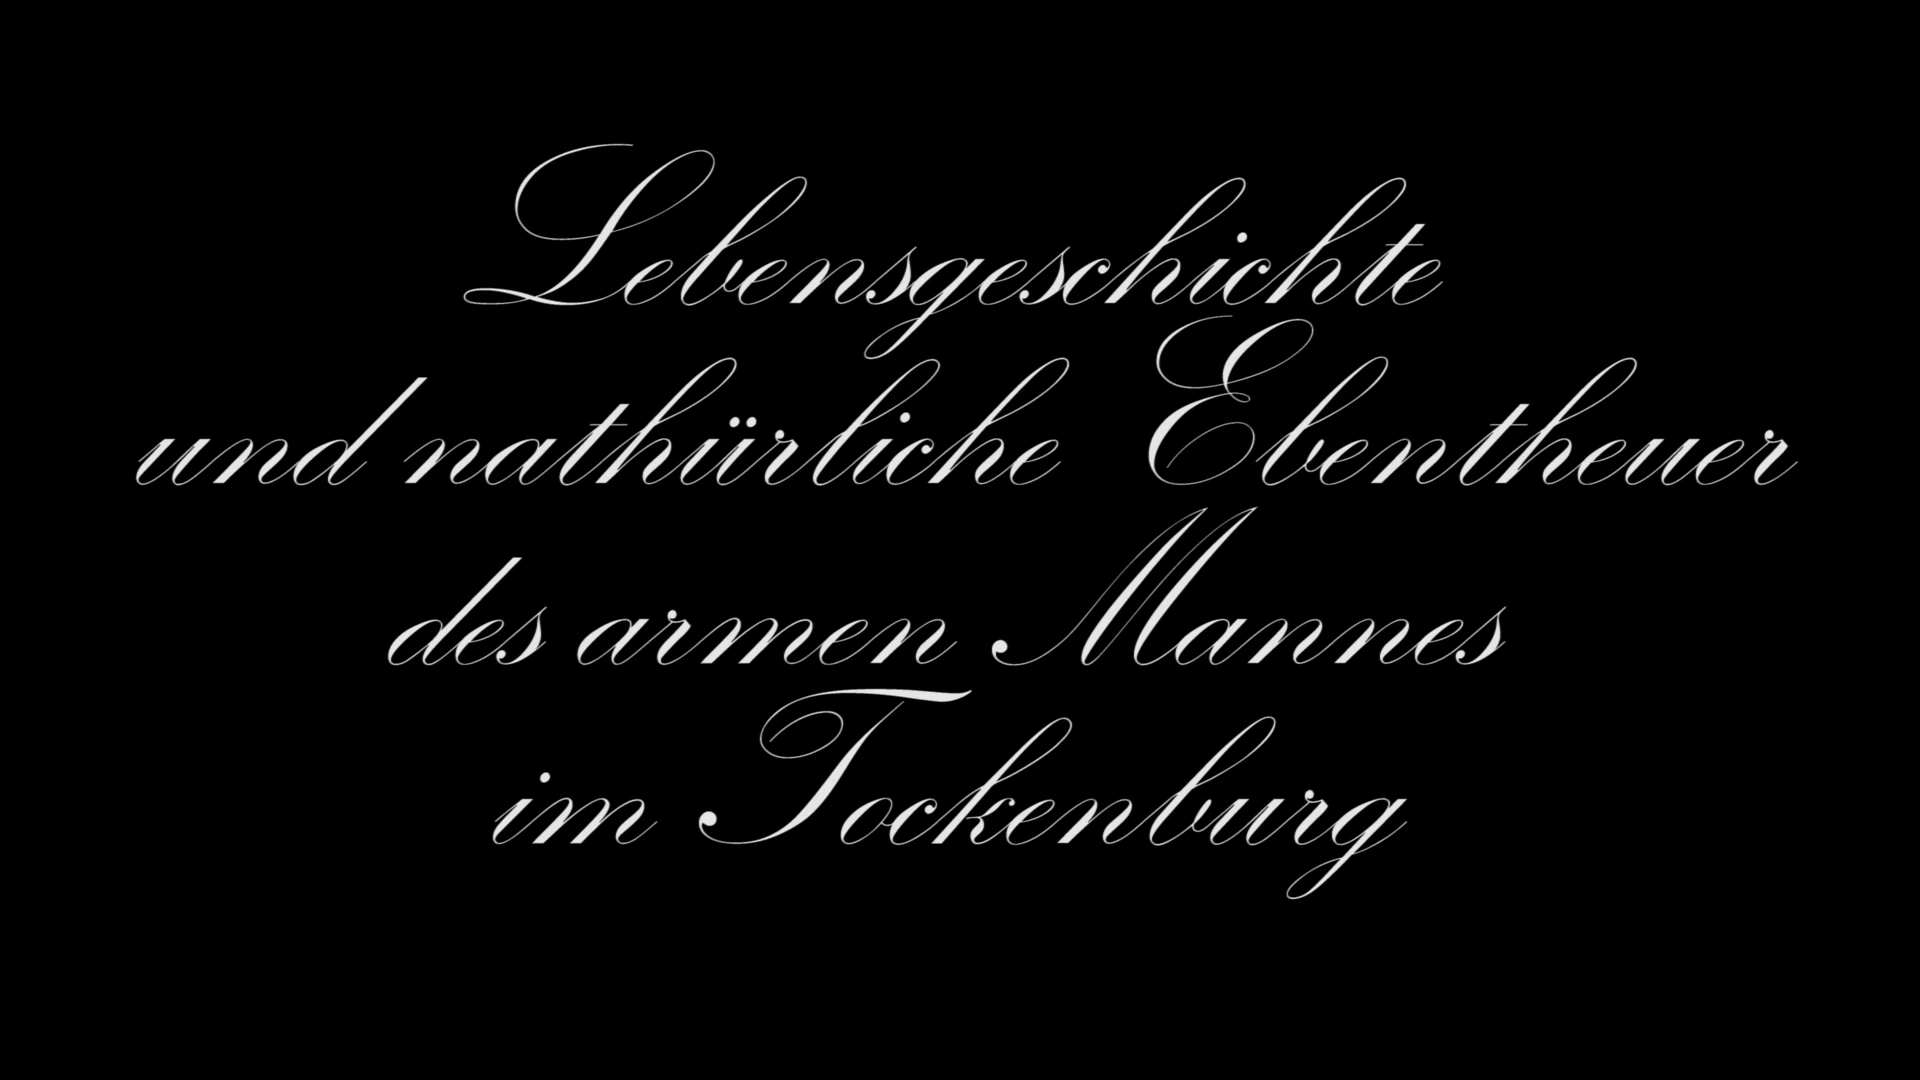 Lebensgeschichte
und nathürliche Ebentheuer
des armen Mannes
im Tockenburg